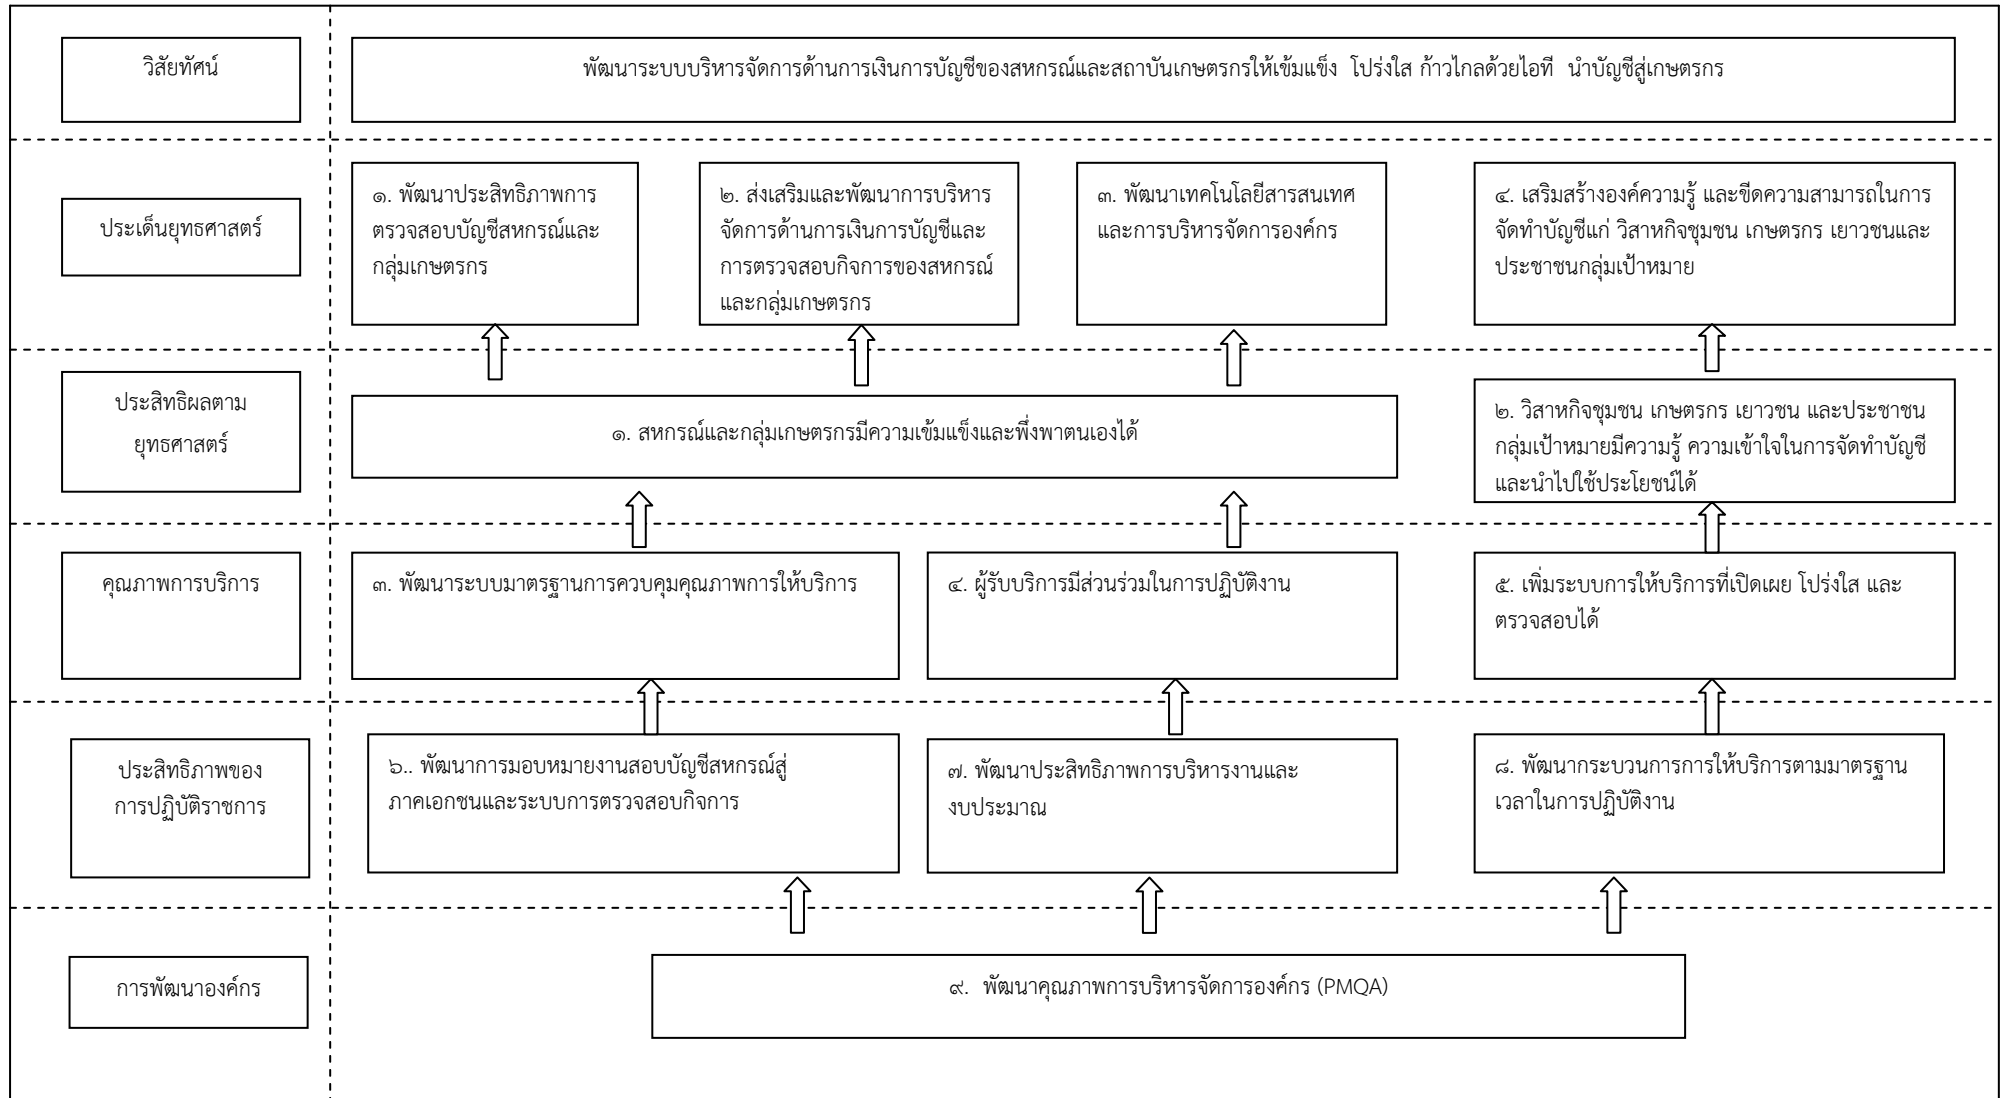 วิสัยทัศน์
พัฒนาระบบบริหารจัดการด้านการเงินการบัญชีของสหกรณ์และสถาบันเกษตรกรให้เข้มแข็ง  โปร่งใส ก้าวไกลด้วยไอที  นำบัญชีสู่เกษตรกร
ประเด็นยุทธศาสตร์
๑. พัฒนาประสิทธิภาพการ
ตรวจสอบบัญชีสหกรณ์และ
กลุ่มเกษตรกร
๒. ส่งเสริมและพัฒนาการบริหาร
จัดการด้านการเงินการบัญชีและ
การตรวจสอบกิจการของสหกรณ์
และกลุ่มเกษตรกร
๓. พัฒนาเทคโนโลยีสารสนเทศ
และการบริหารจัดการองค์กร
๔. เสริมสร้างองค์ความรู้ และขีดความสามารถในการ
จัดทำบัญชีแก่ วิสาหกิจชุมชน เกษตรกร เยาวชนและ
ประชาชนกลุ่มเป้าหมาย
ประสิทธิผลตาม
ยุทธศาสตร์
๑. สหกรณ์และกลุ่มเกษตรกรมีความเข้มแข็งและพึ่งพาตนเองได้
๒. วิสาหกิจชุมชน เกษตรกร เยาวชน และประชาชน
กลุ่มเป้าหมายมีความรู้ ความเข้าใจในการจัดทำบัญชี
และนำไปใช้ประโยชน์ได้
คุณภาพการบริการ
๓. พัฒนาระบบมาตรฐานการควบคุมคุณภาพการให้บริการ
๔. ผู้รับบริการมีส่วนร่วมในการปฏิบัติงาน
๕. เพิ่มระบบการให้บริการที่เปิดเผย โปร่งใส และ
ตรวจสอบได้
ประสิทธิภาพของ
การปฏิบัติราชการ
๖.. พัฒนาการมอบหมายงานสอบบัญชีสหกรณ์สู่
ภาคเอกชนและระบบการตรวจสอบกิจการ
๗. พัฒนาประสิทธิภาพการบริหารงานและ
งบประมาณ
๘. พัฒนากระบวนการการให้บริการตามมาตรฐาน
เวลาในการปฏิบัติงาน
การพัฒนาองค์กร
๙.  พัฒนาคุณภาพการบริหารจัดการองค์กร (PMQA)